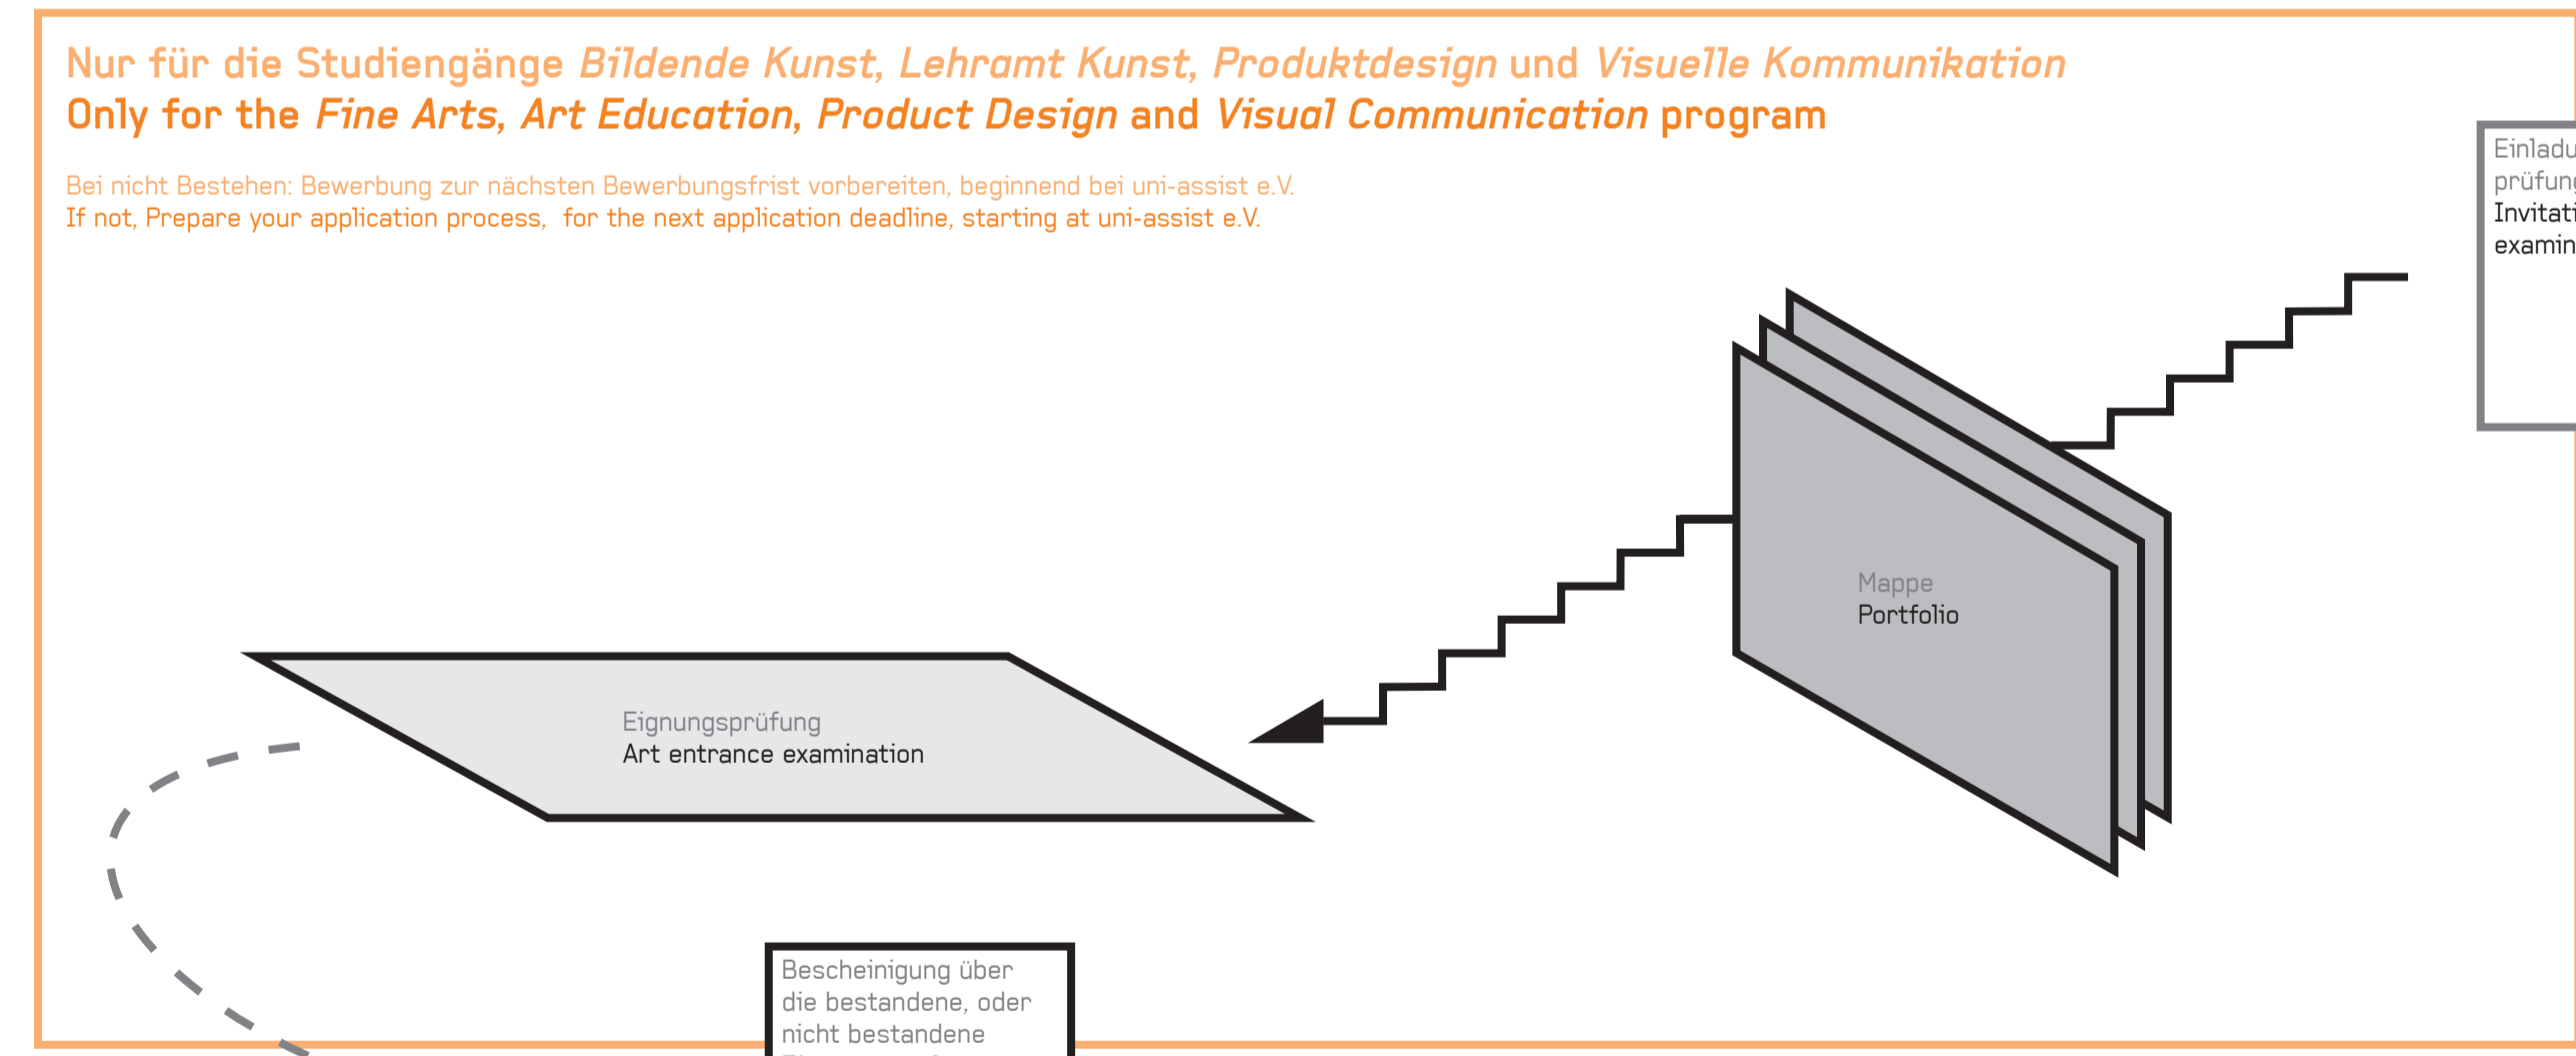 Nur für die Studiengänge Bildende Kunst, Lehramt Kunst, Produktdesign und Visuelle Kommunikation
Only for the Fine Arts, Art Education, Product Design and Visual Communication program
Bei nicht Bestehen: Bewerbung zur nächsten Bewerbungsfrist vorbereiten, beginnend bei uni-assist e.V.
If not, Prepare your application process, for the next application deadline, starting at uni-assist e.V.
Mappe
Portfolio
Eignungsprüfung
Art entrance examination
Bescheinigung über
die bestandene, oder
nicht bestandene